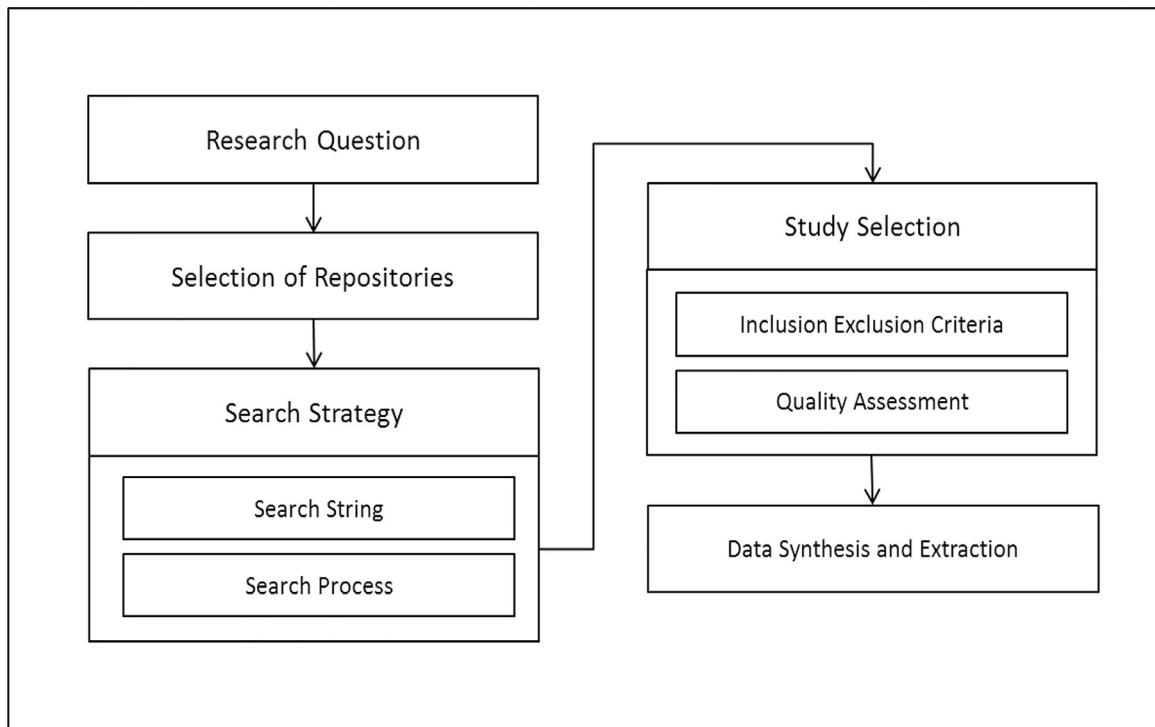 Research Question
Selection of Repositories
Search Strategy
Search String
Search Process
Study Selection
Inclusion Exclusion Criteria
Quality Assessment
Data Synthesis and Extraction